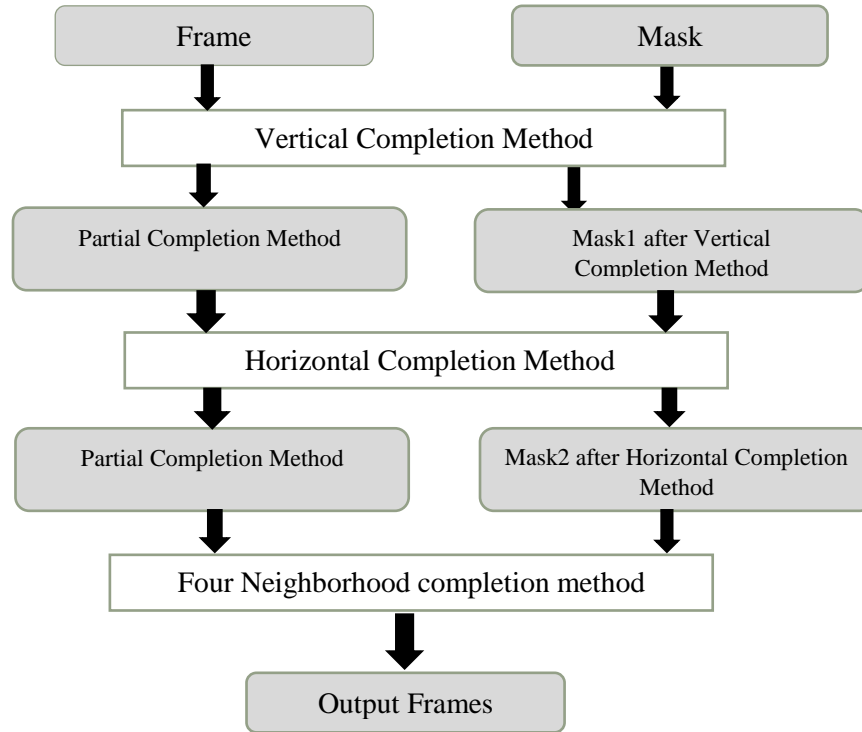 Frame
Mask
Vertical Completion Method
Partial Completion Method
Mask1 after Vertical
Completion Method
Horizontal Completion Method
Partial Completion Method
Mask2 after Horizontal Completion
Method
Four Neighborhood completion method
Output Frames